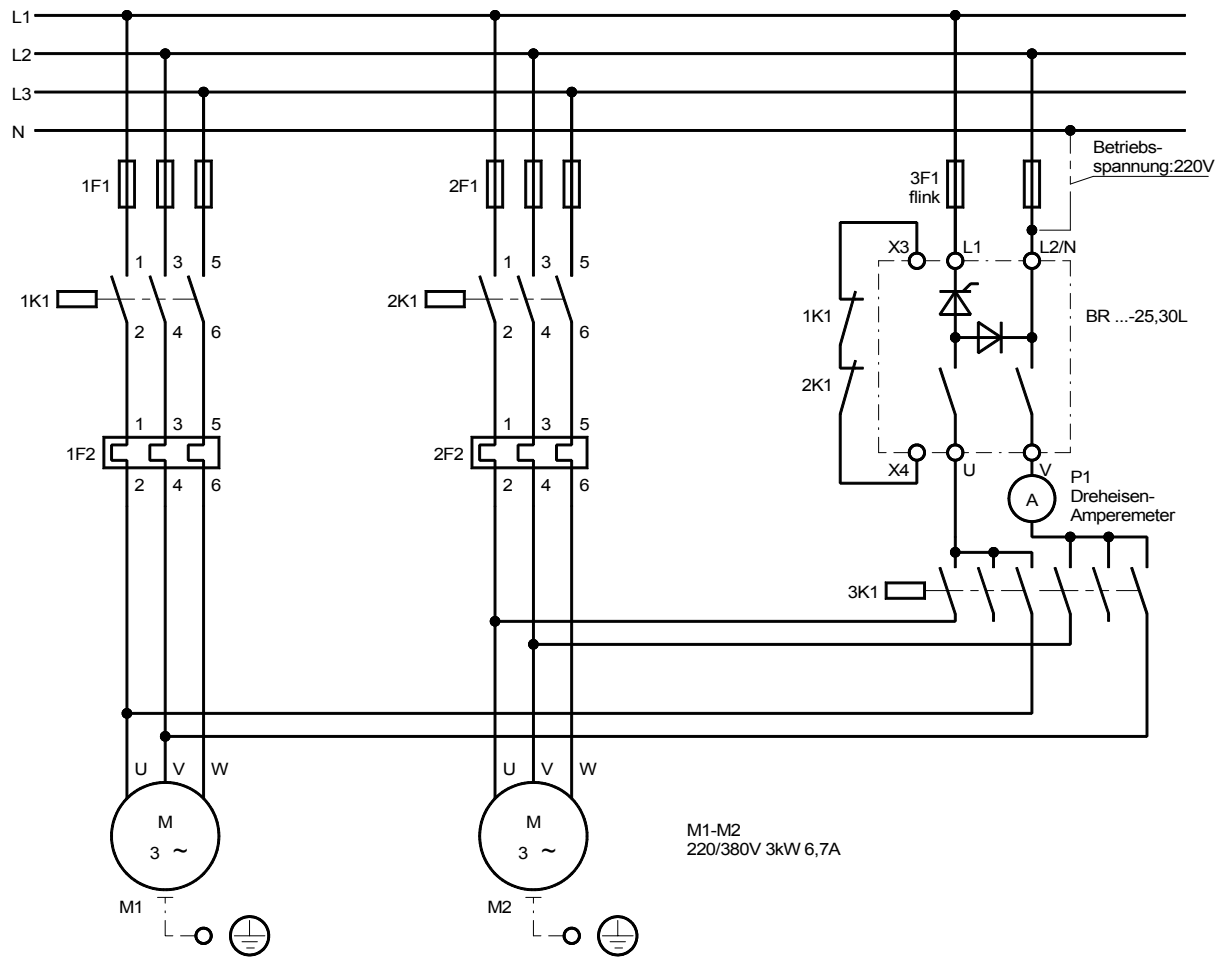 L1
L2
L3
N
Betriebs-
spannung:220V
1F1
2F1
3F1
flink
X3 L1 L2/N
1 3 5
1 3 5
1K1
2K1
1K1
BR ...-25,30L
2 4 6
2 4 6
2K1
1 3 5
1 3 5
1F2
2F2
X4 U V
2 4 6
2 4 6
A
P1
Dreheisen-
Amperemeter
3K1
U V W
U V W
M
3 ~
M
3 ~
M1-M2
220/380V 3kW 6,7A
M1
M2